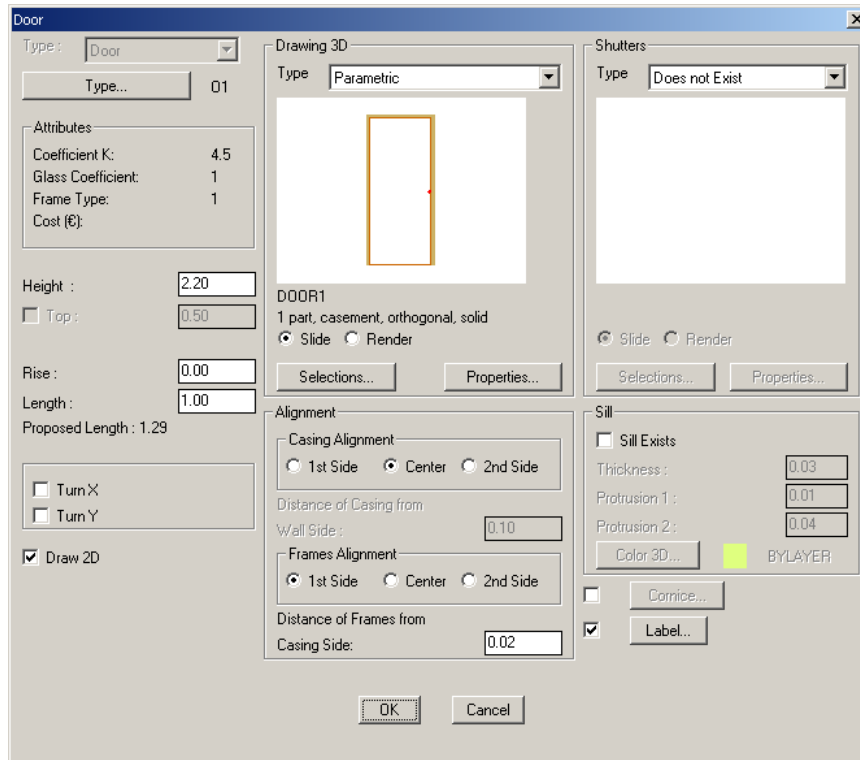 Door
Type : Door
Type... 01
Attributes
Coefficient K: 4.5
Glass Coefficient: 1
Frame Type: 1
Cost (€):
Height : 2.20
Top : 0.50
Rise : 0.00
Length : 1.00
Proposed Length : 1.29
Turn X
Turn Y
Draw 2D
Drawing 3D
Type Parametric
DOOR1
1 part, casement, orthogonal, solid
Slide Render
Selections... Properties...
Alignment
Casing Alignment
1st Side Center 2nd Side
Distance of Casing from
Wall Side : 0.10
Frames Alignment
1st Side Center 2nd Side
Distance of Frames from
Casing Side: 0.02
Shutters
Type Does not Exist
Slide Render
Selections... Properties...
Sill
Sill Exists
Thickness : 0.03
Protrusion 1 : 0.01
Protrusion 2 : 0.04
Color 3D... BYLAYER
Cornice...
Label...
OK Cancel